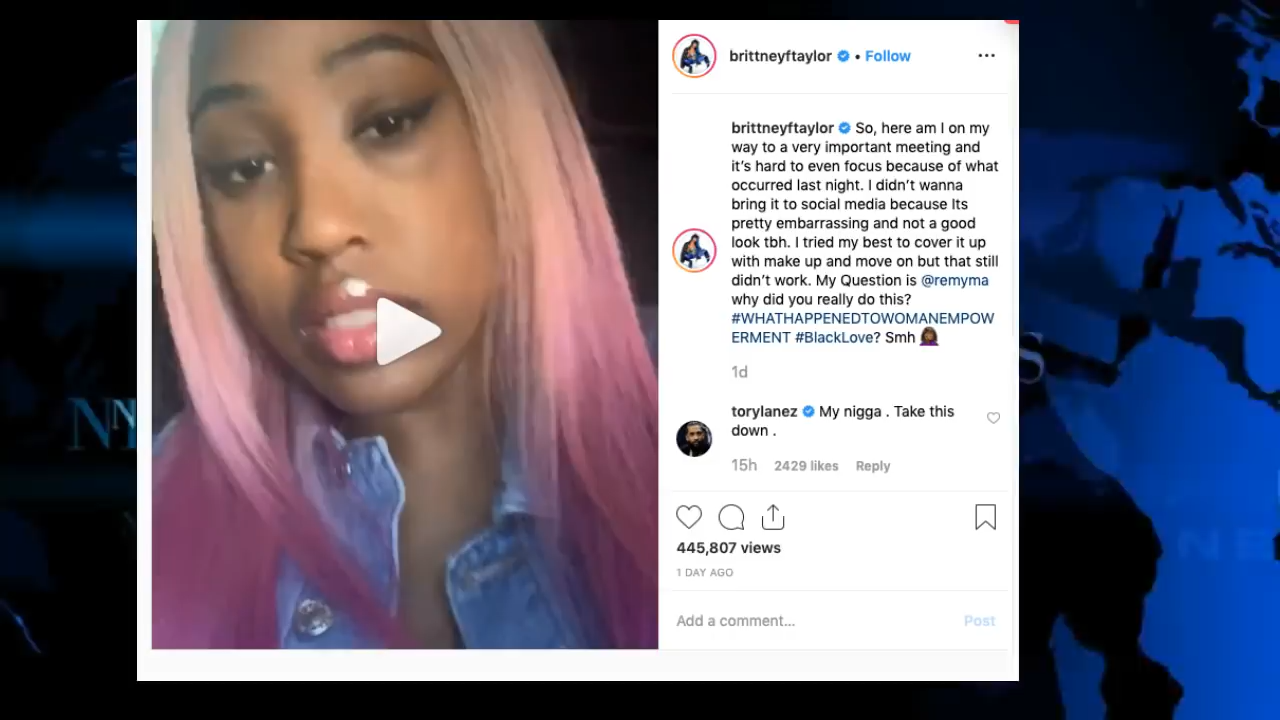 brittneyftaylor • Follow
brittneyftaylor So, here am I on my
way to a very important meeting and
it's hard to even focus because of what
occurred last night. I didn't wanna
bring it to social media because Its
pretty embarrassing and not a good
look tbh. I tried my best to cover it up
with make up and move on but that still
didn't work. My Question is @remyma
why did you really do this?
#WHATHAPPENEDTOWOMANEMPOW
ERMENT #BlackLove? Smh
1d
torylanez My nigga . Take this
down .
15h 2429 likes Reply
445,807 views
1 DAY AGO
Add a comment... Post